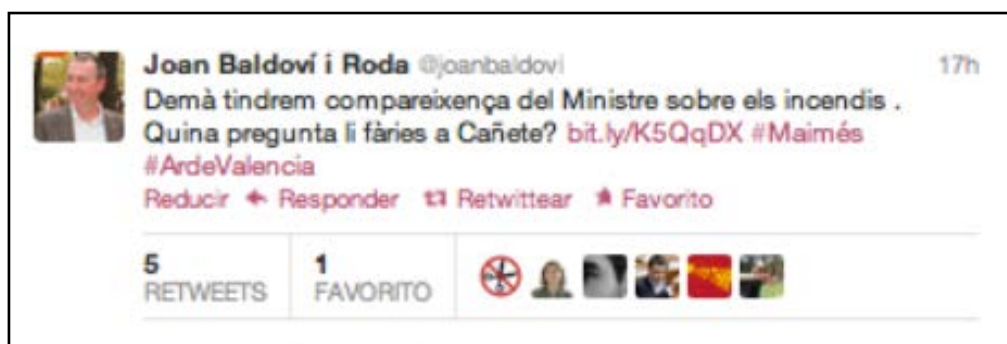 Joan Baldoví i Roda @joanbaldovi 17h
Demà tindrem compareixença del Ministre sobre els incendis .
Quina pregunta li fàries a Cañete? bit.ly/K5QqDX #Maimés
#ArdeValencia
Reducir Responder Retwittear Favorito
5 1
RETWEETS FAVORITO